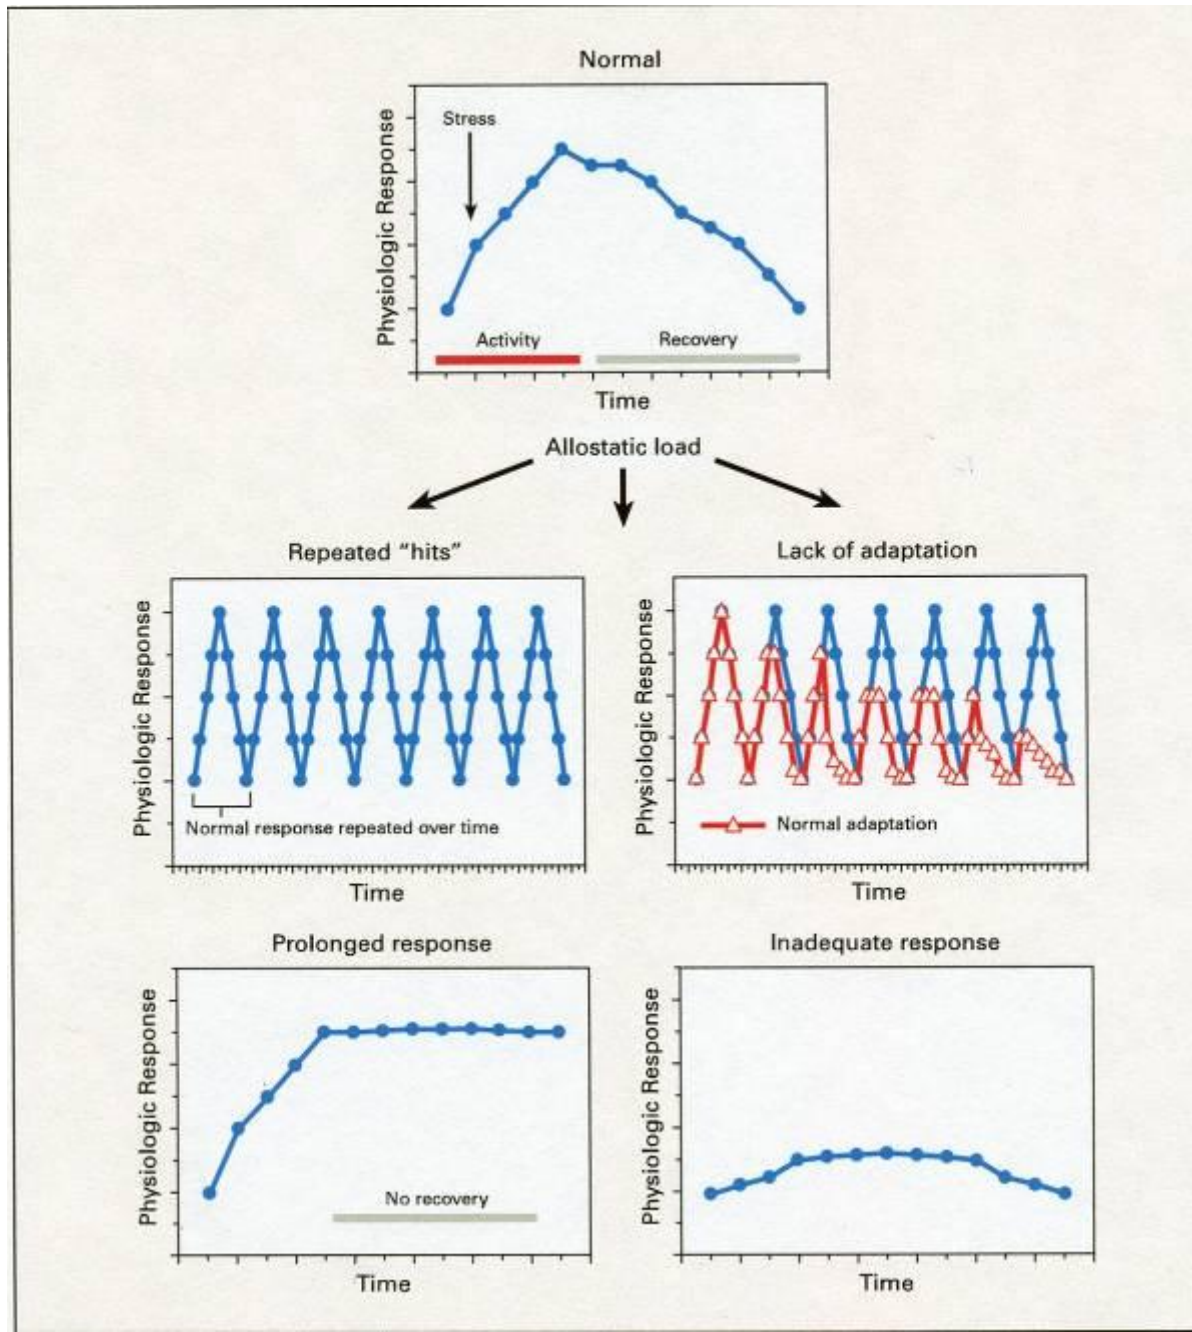 Normal
Physiologic Response
Stress
Activity
Recovery
Time
Allostatic load
Repeated “hits”
Physiologic Response
Normal response repeated over time
Time
Lack of adaptation
Physiologic Response
Normal adaptation
Time
Prolonged response
Physiologic Response
No recovery
Time
Inadequate response
Physiologic Response
Time